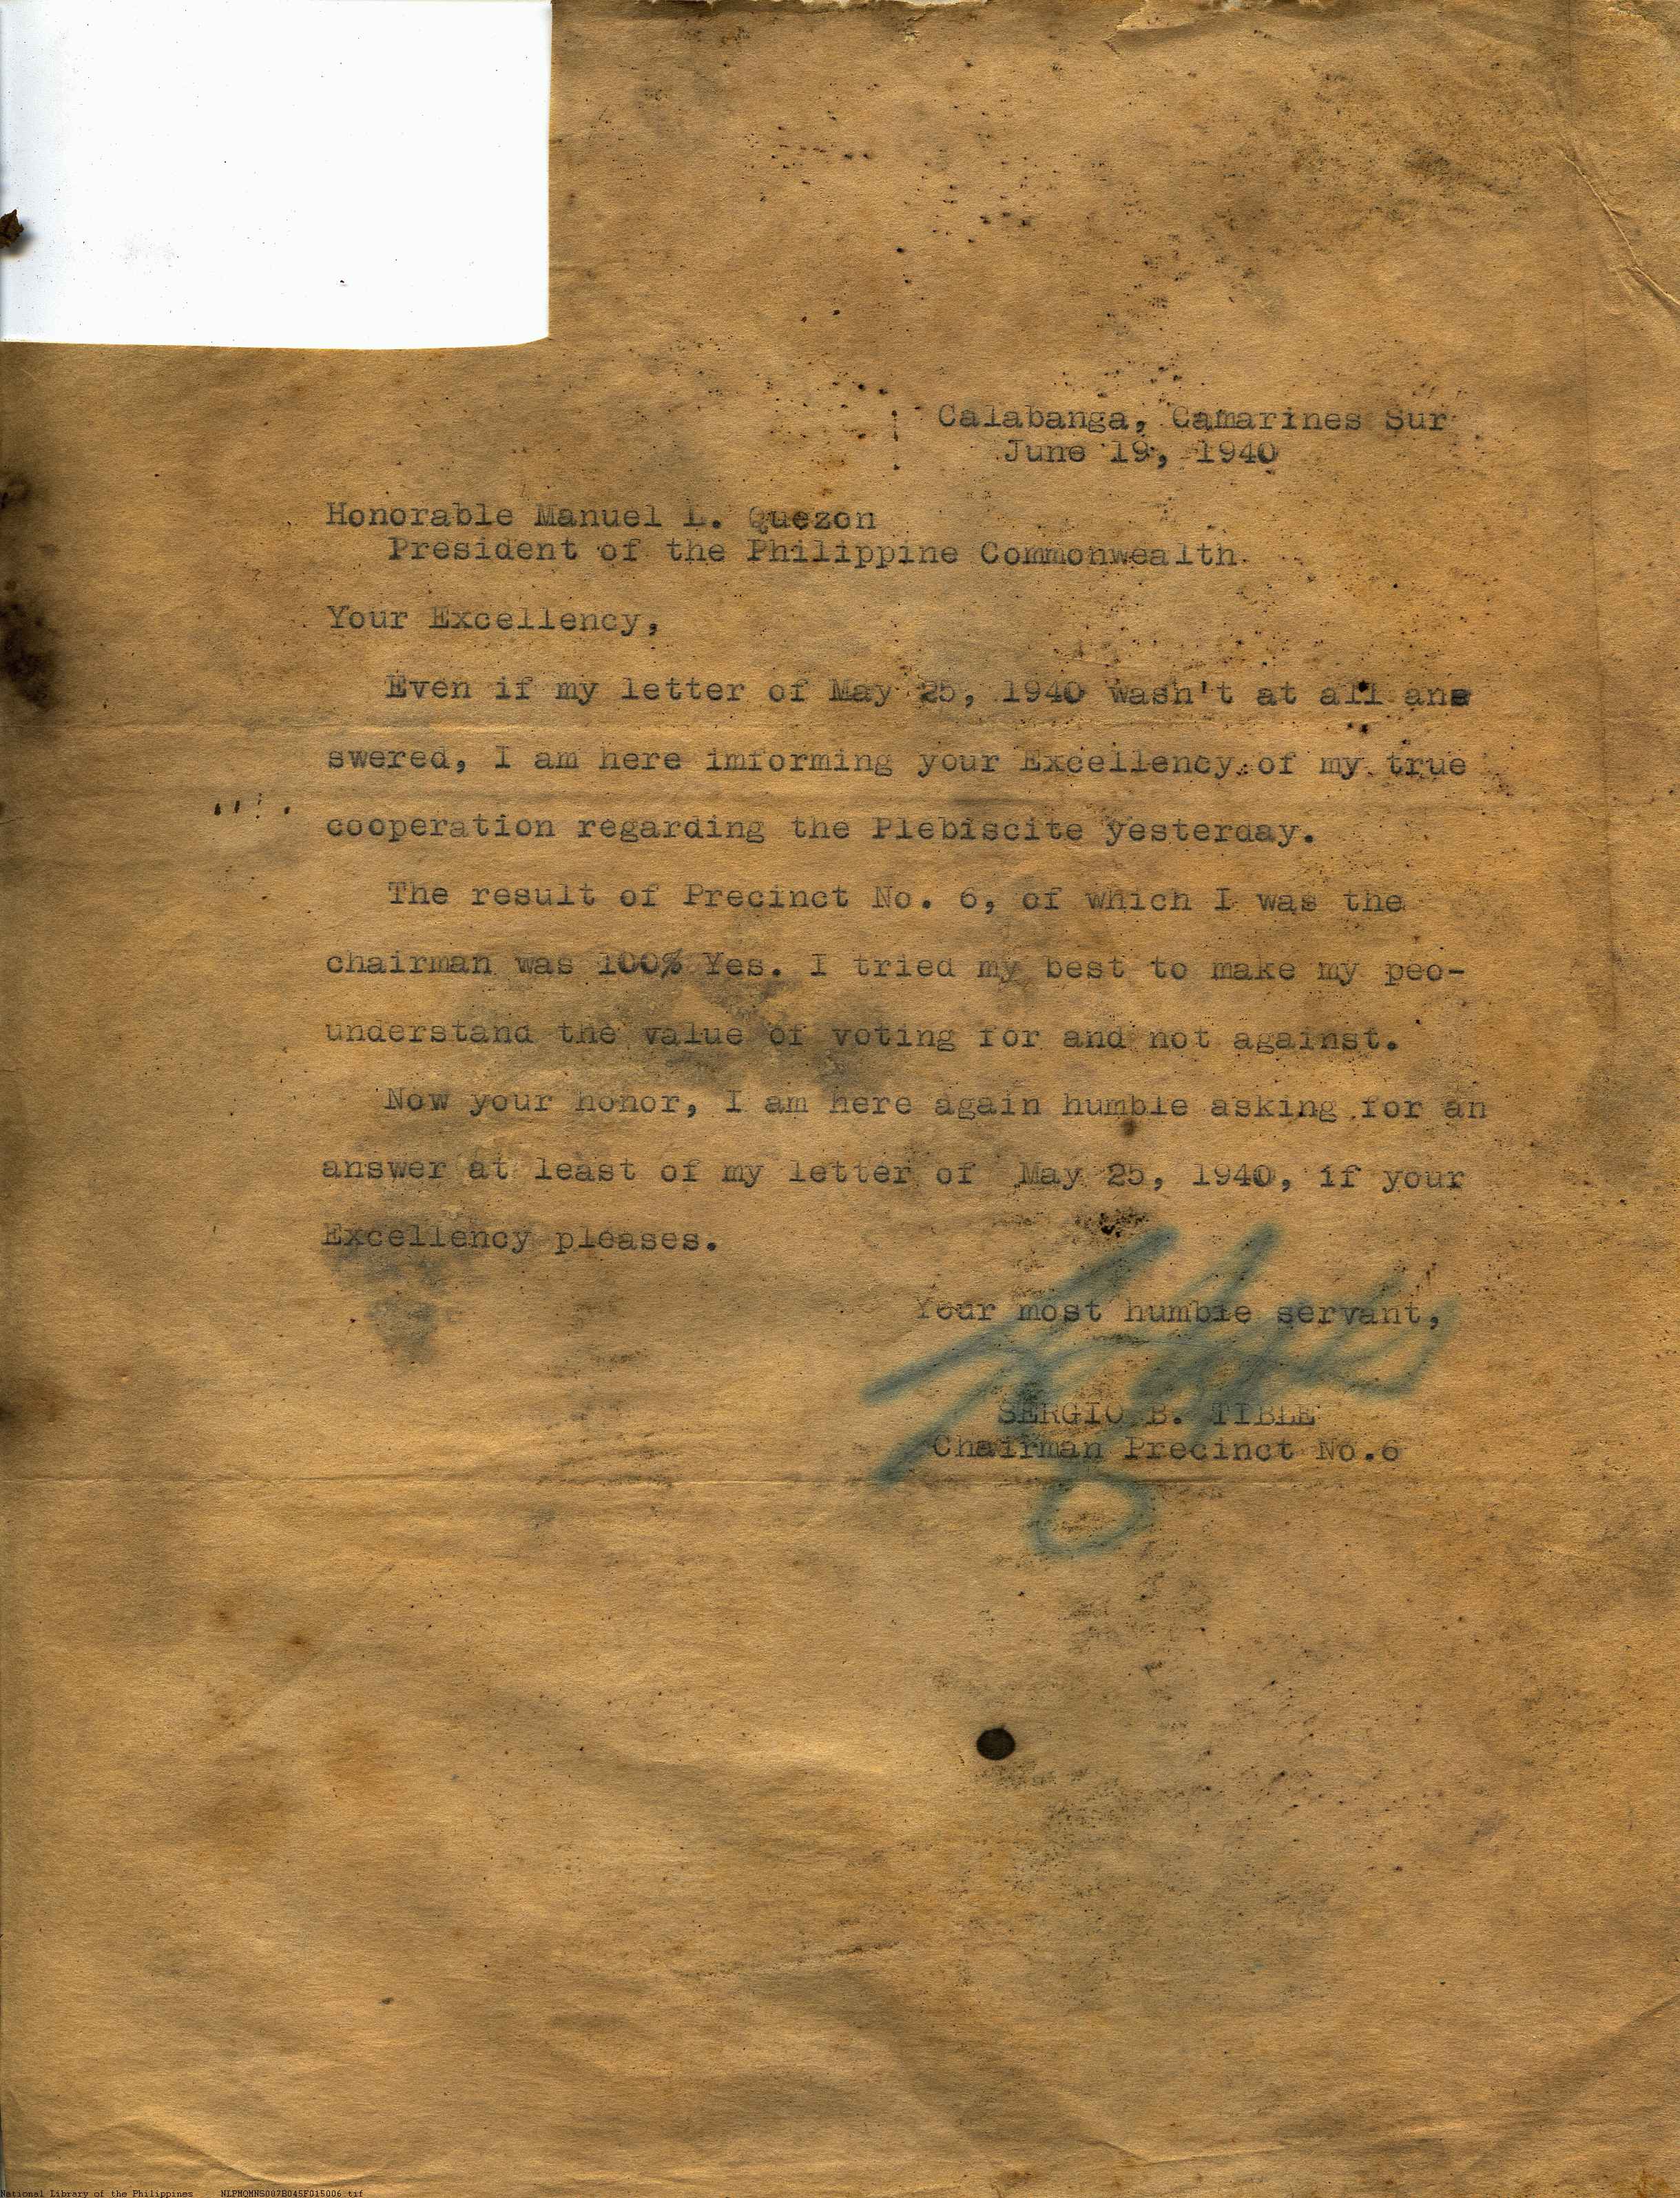 Calabanga, Camarines Sur
June 19, 1940
Honorable Manuel L. Quezon
President of the Philippine Commonwealth
Your Excellency,
Even if my letter of May 25, 1940 wasn't at all ans
swered, I am here imforming your Excellency of my true
cooperation regarding the Plebiscite yesterday.
The result of Precinct No. 6, of which I was the
chairman was 100% Yes. I tried my best to make my peo-
understand the value of voting for and not against.
Now your honor, I am here again humble asking for an
answer at least of my letter of May 25, 1940, if your
Excellency pleases.
Your most humble servant,
SERGIO B. TIBLE
Chairman Precinct No.6
National Library of the Philippines NLPMQMNS007B045F015006.tif